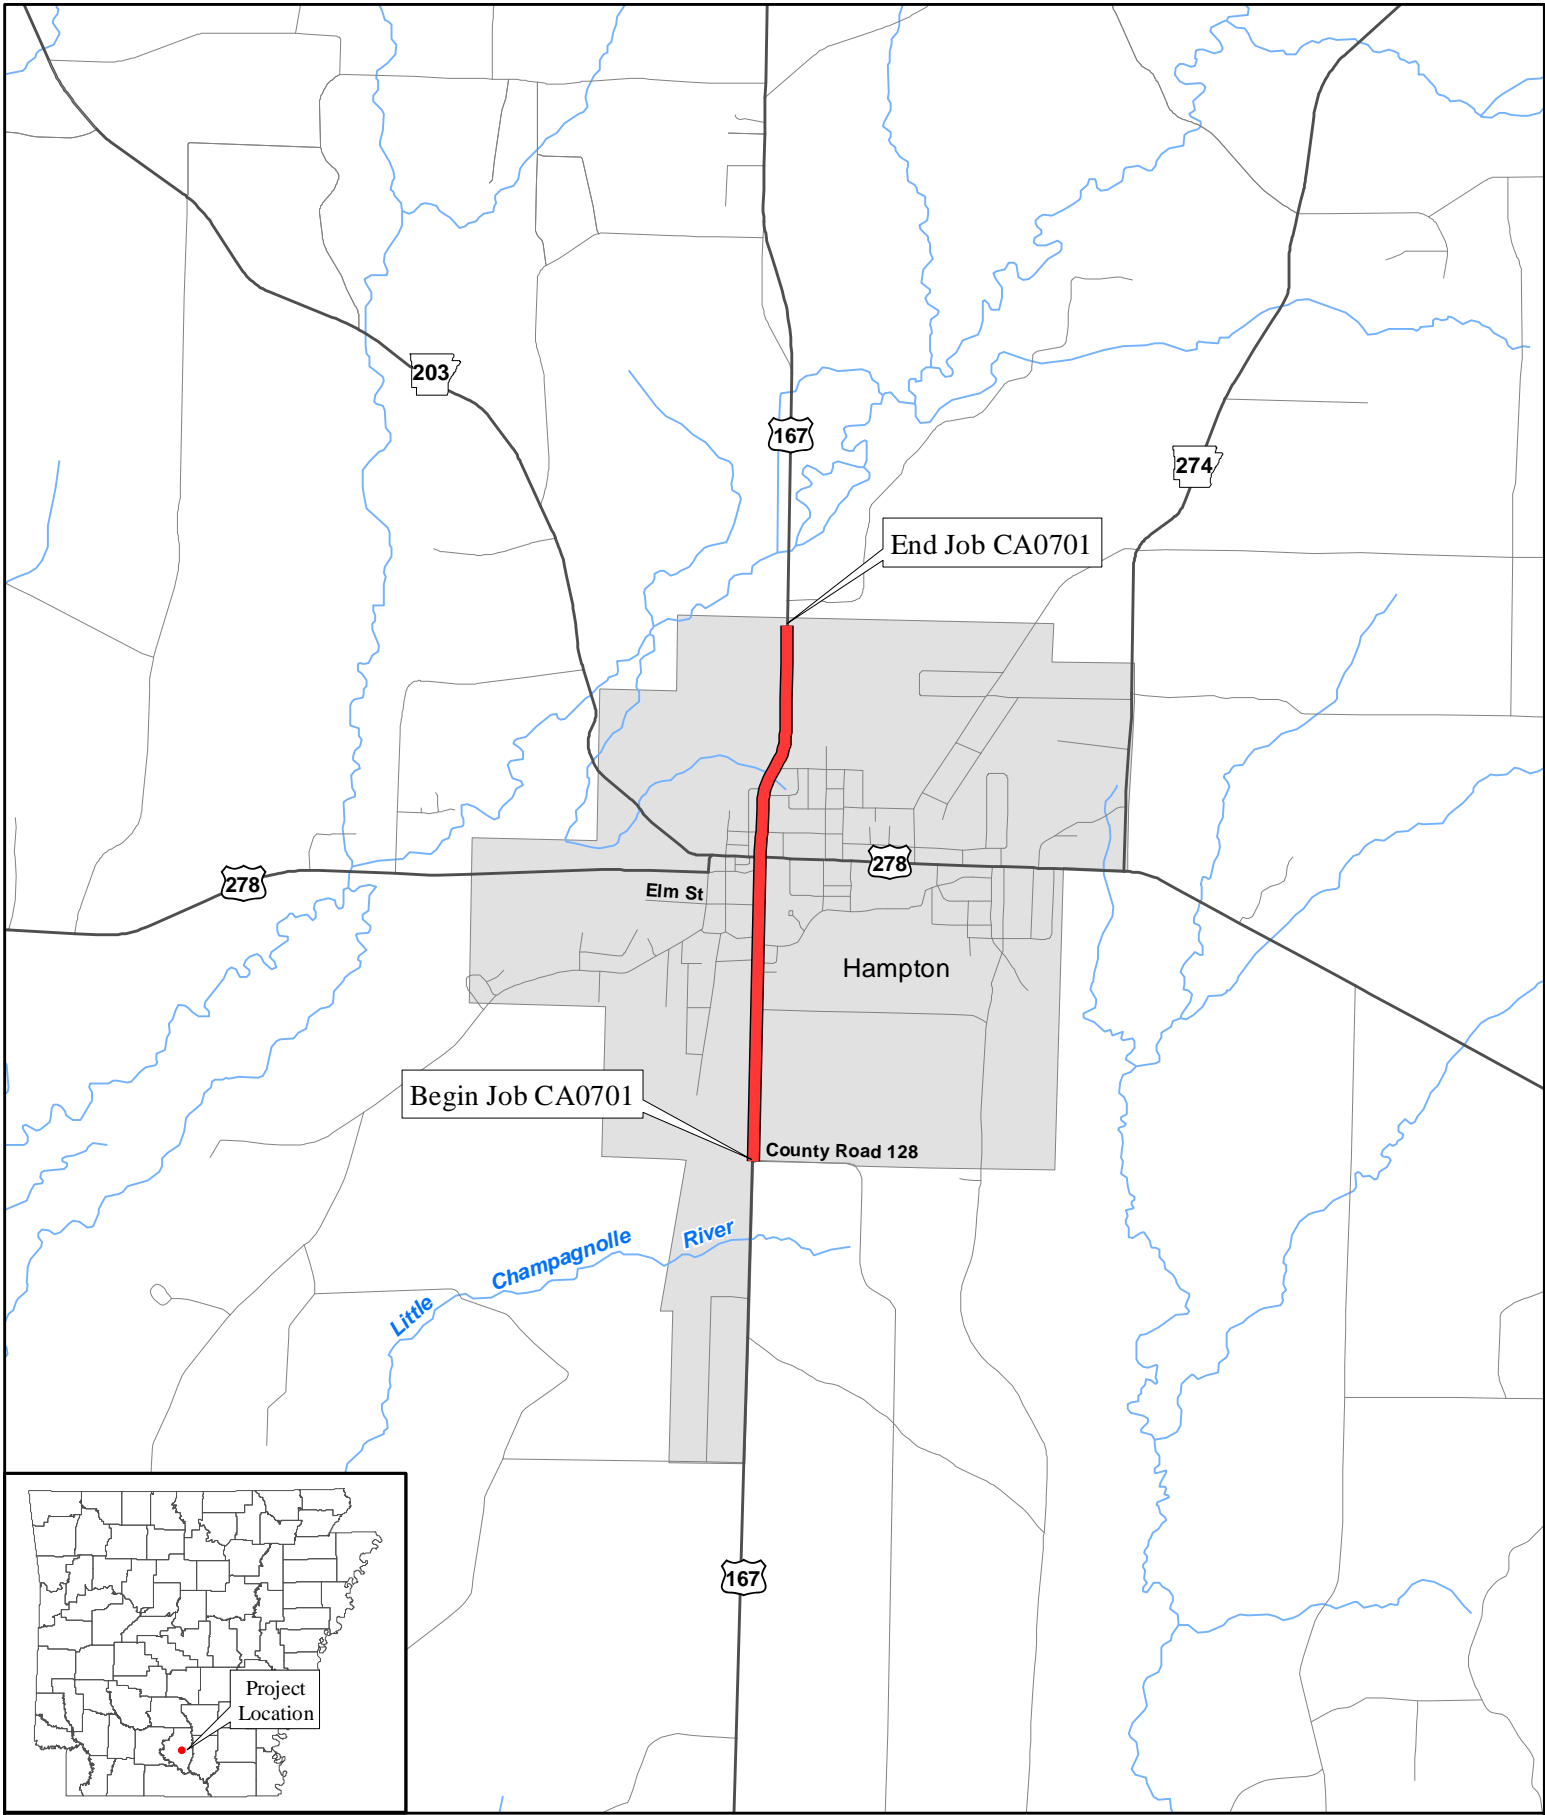 203
167
274
End Job CA0701
278
278
Elm St
Hampton
Begin Job CA0701
County Road 128
Little Champagnolle River
167
Project
Location